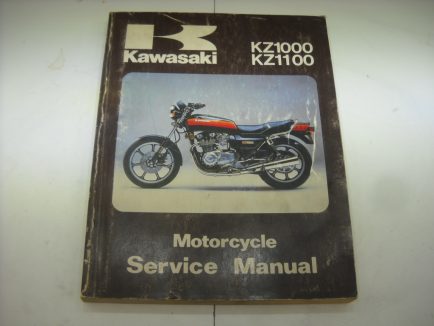 Kawasaki
KZ1000
KZ1100
Motorcycle
Service Manual